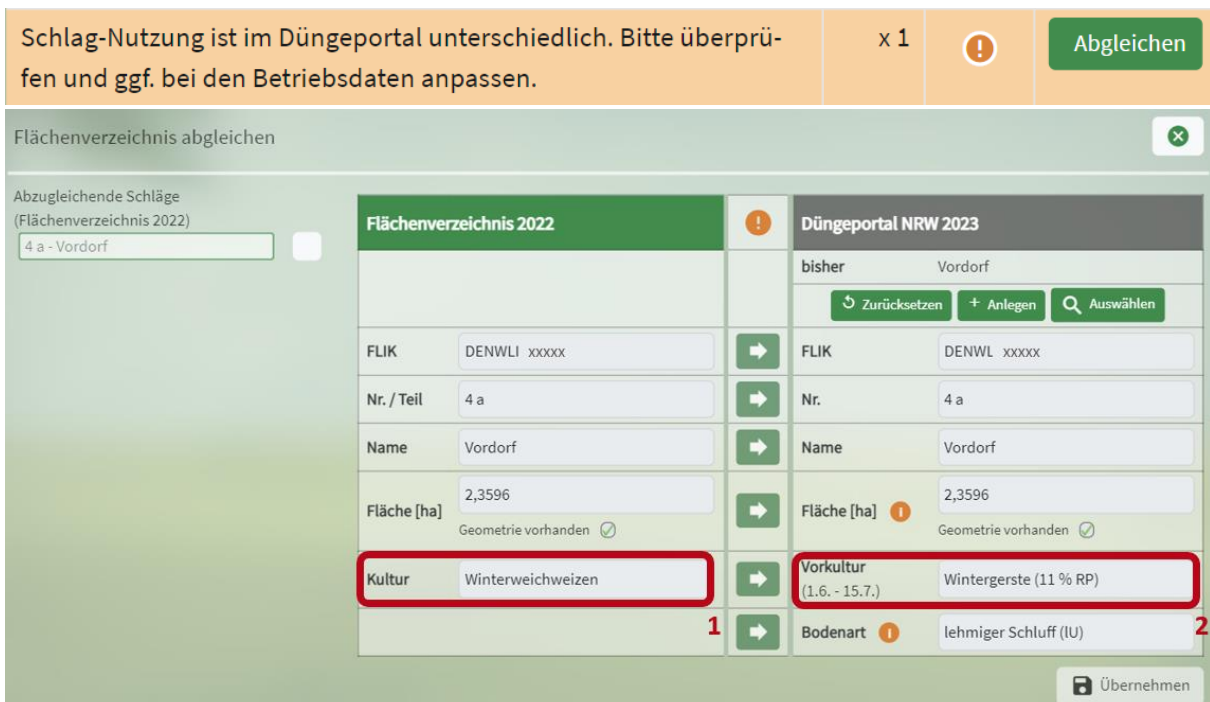 Schlag-Nutzung ist im Düngeportal unterschiedlich. Bitte überprü-
fen und ggf. bei den Betriebsdaten anpassen.
x 1
Abgleichen
Flächenverzeichnis abgleichen
Abzugleichende Schläge
(Flächenverzeichnis 2022)
4 a - Vordorf
Flächenverzeichnis 2022
Düngeportal NRW 2023
bisher Vordorf
Zurücksetzen + Anlegen Auswählen
FLIK DENWLI xxxxx FLIK DENWL xxxxx
Nr. / Teil 4 a Nr. 4 a
Name Vordorf Name Vordorf
Fläche [ha] 2,3596 Fläche [ha] 2,3596
Geometrie vorhanden Geometrie vorhanden
Kultur Winterweichweizen Vorkultur Wintergerste (11 % RP)
(1.6. - 15.7.)
1 2
Bodenart lehmiger Schluff (lU)
Übernehmen